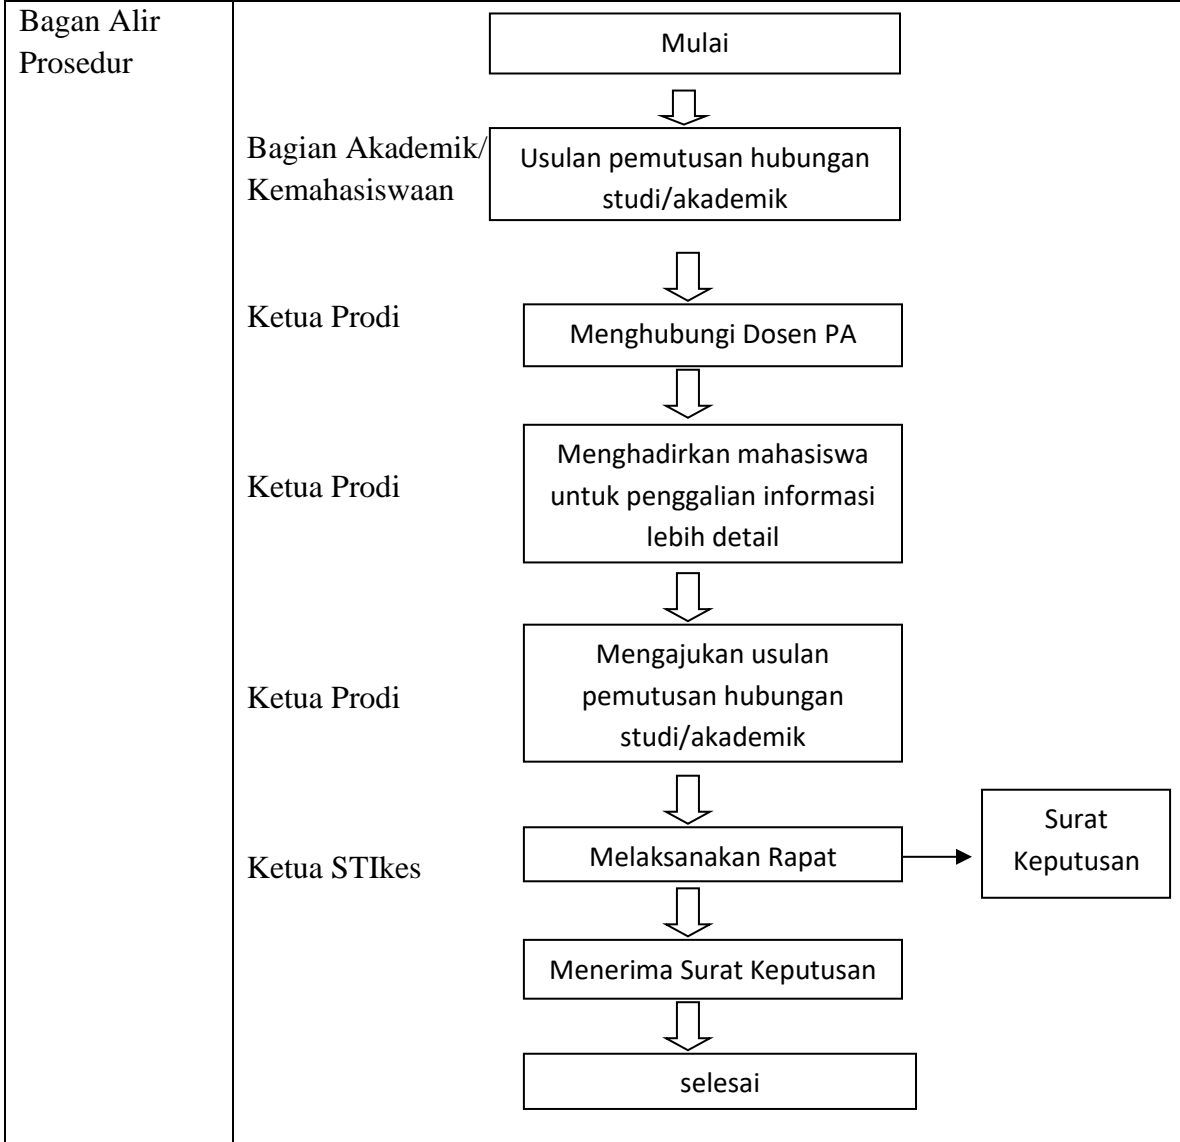 Bagan Alir
Prosedur
Mulai
Bagian Akademik/
Kemahasiswaan
Usulan pemutusan hubungan
studi/akademik
Ketua Prodi
Menghubungi Dosen PA
Ketua Prodi
Menghadirkan mahasiswa
untuk penggalian informasi
lebih detail
Ketua Prodi
Mengajukan usulan
pemutusan hubungan
studi/akademik
Ketua STIkes
Melaksanakan Rapat
Surat
Keputusan
Menerima Surat Keputusan
selesai